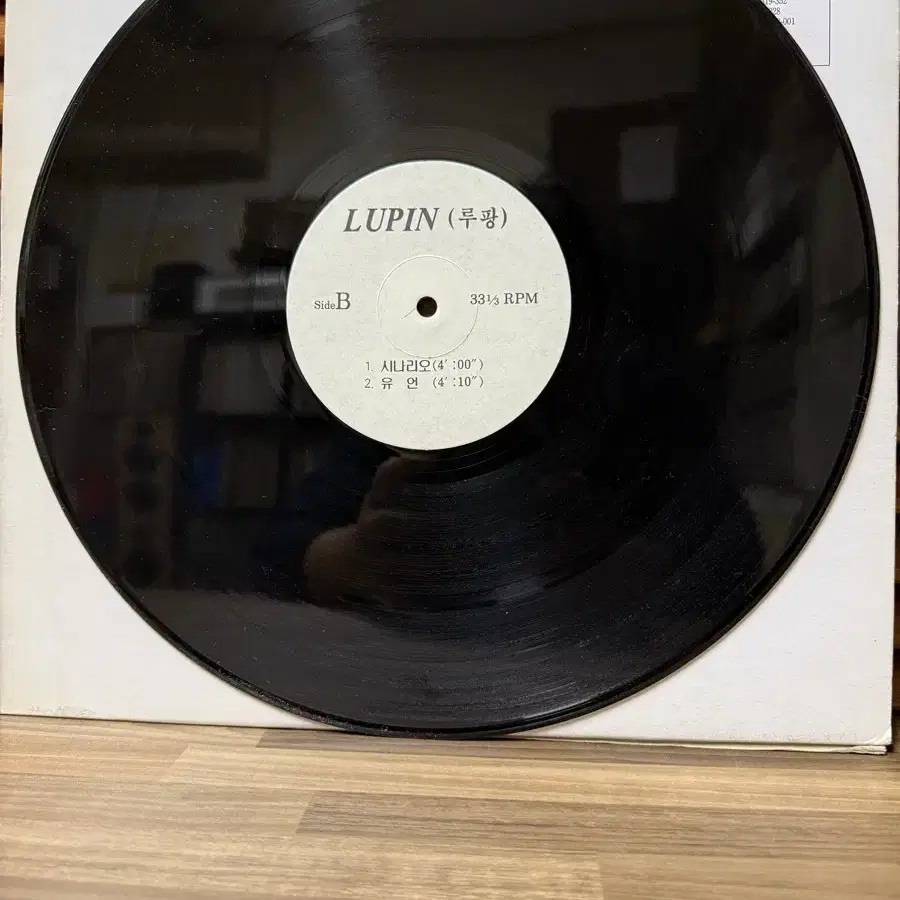 -001
LUPIN (루팡)
Side B
33⅓ RPM
1. 시나리오(4′ :00″)
2. 유 언 (4′ :10″)